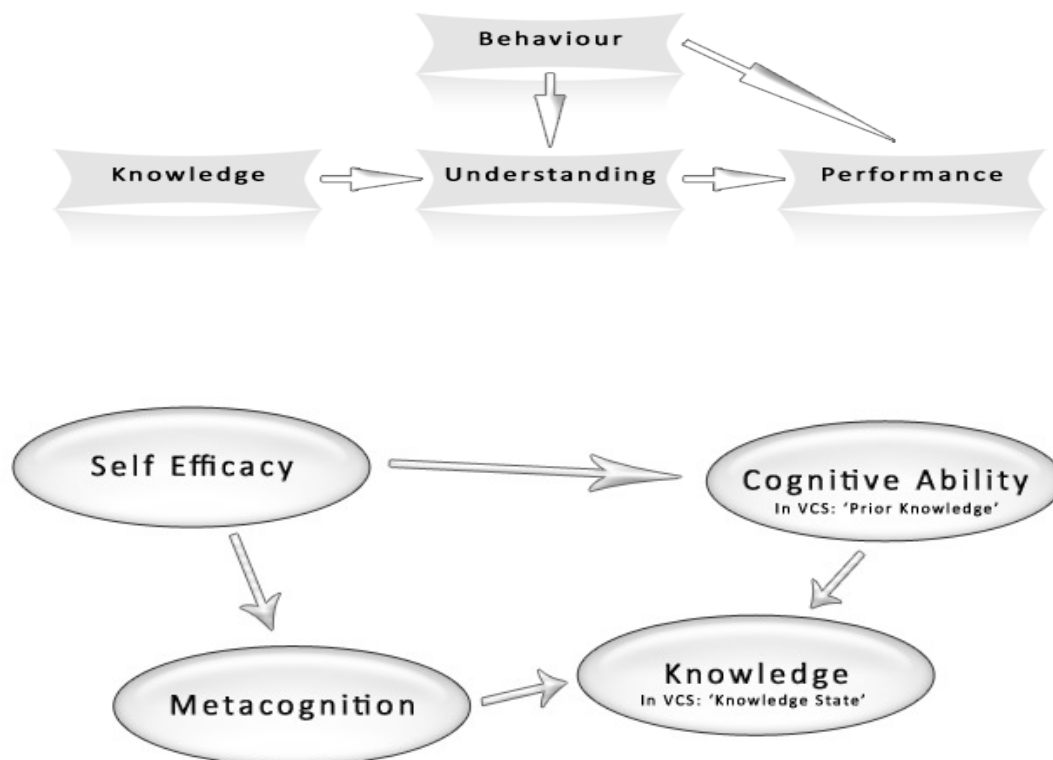 Behaviour
Knowledge
Understanding
Performance
Self Efficacy
Cognitive Ability
In VCS: ‘Prior Knowledge’
Knowledge
In VCS: ‘Knowledge State’
Metacognition